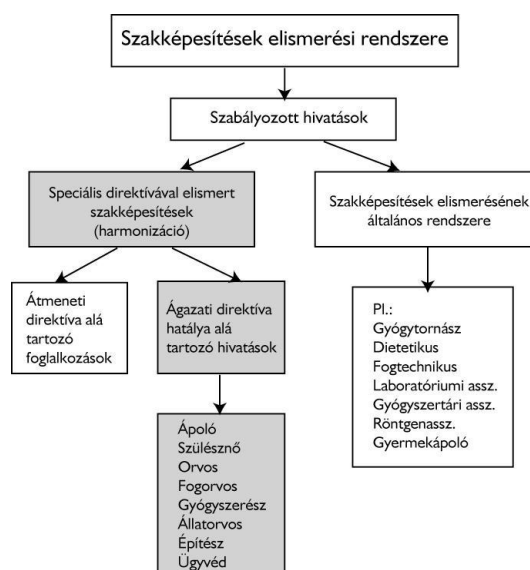 Szakképesítések elismerési rendszere
Szabályozott hivatások
Speciális direktívával elismert
szakképesítések
(harmonizáció)
Szakképesítések elismerésének
általános rendszere
Átmeneti
direktíva alá
tartozó
foglalkozások
Ágazati direktíva
hatálya alá
tartozó hivatások
Pl.:
Gyógytornász
Dietetikus
Fogtechnikus
Laboratóriumi assz.
Gyógyszertári assz.
Röntgenassz.
Gyermekápoló
Ápoló
Szülésznő
Orvos
Fogorvos
Gyógyszerész
Állatorvos
Építész
Ügyvéd